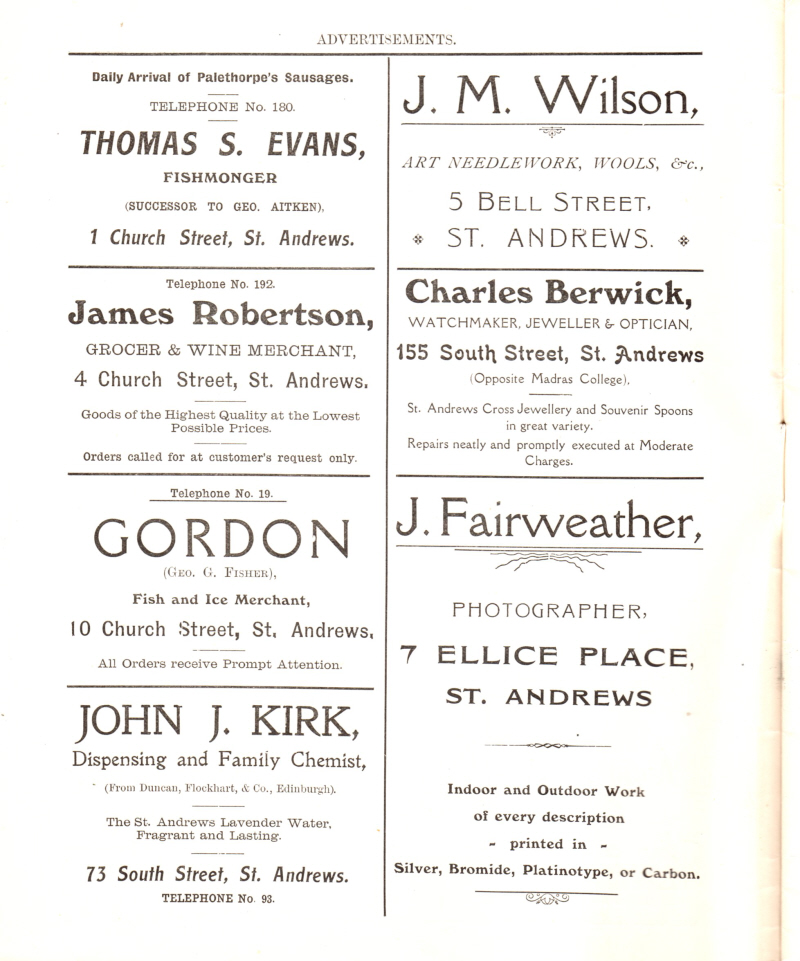 ADVERTISEMENTS.
Daily Arrival of Palethorpe's Sausages.
TELEPHONE No. 180.
THOMAS S. EVANS,
FISHMONGER
(SUCCESSOR TO GEO. AITKEN),
1 Church Street, St. Andrews.
Telephone No. 192.
James Robertson,
GROCER & WINE MERCHANT,
4 Church Street, St. Andrews.
Goods of the Highest Quality at the Lowest
Possible Prices.
Orders called for at customer's request only.
Telephone No. 19.
GORDON
(GEO. G. FISHER),
Fish and Ice Merchant,
10 Church Street, St. Andrews.
All Orders receive Prompt Attention.
JOHN J. KIRK,
Dispensing and Family Chemist,
(From Duncan, Flockhart, & Co., Edinburgh).
The St. Andrews Lavender Water,
Fragrant and Lasting.
73 South Street, St. Andrews.
TELEPHONE No. 93.
J. M. Wilson,
ART NEEDLEWORK, WOOLS, &c.,
5 BELL STREET,
ST. ANDREWS.
Charles Berwick,
WATCHMAKER, JEWELLER & OPTICIAN,
155 South Street, St. Andrews
(Opposite Madras College),
St. Andrews Cross Jewellery and Souvenir Spoons
in great variety.
Repairs neatly and promptly executed at Moderate
Charges.
J. Fairweather,
PHOTOGRAPHER,
7 ELLICE PLACE,
ST. ANDREWS
Indoor and Outdoor Work
of every description
- printed in -
Silver, Bromide, Platinotype, or Carbon.